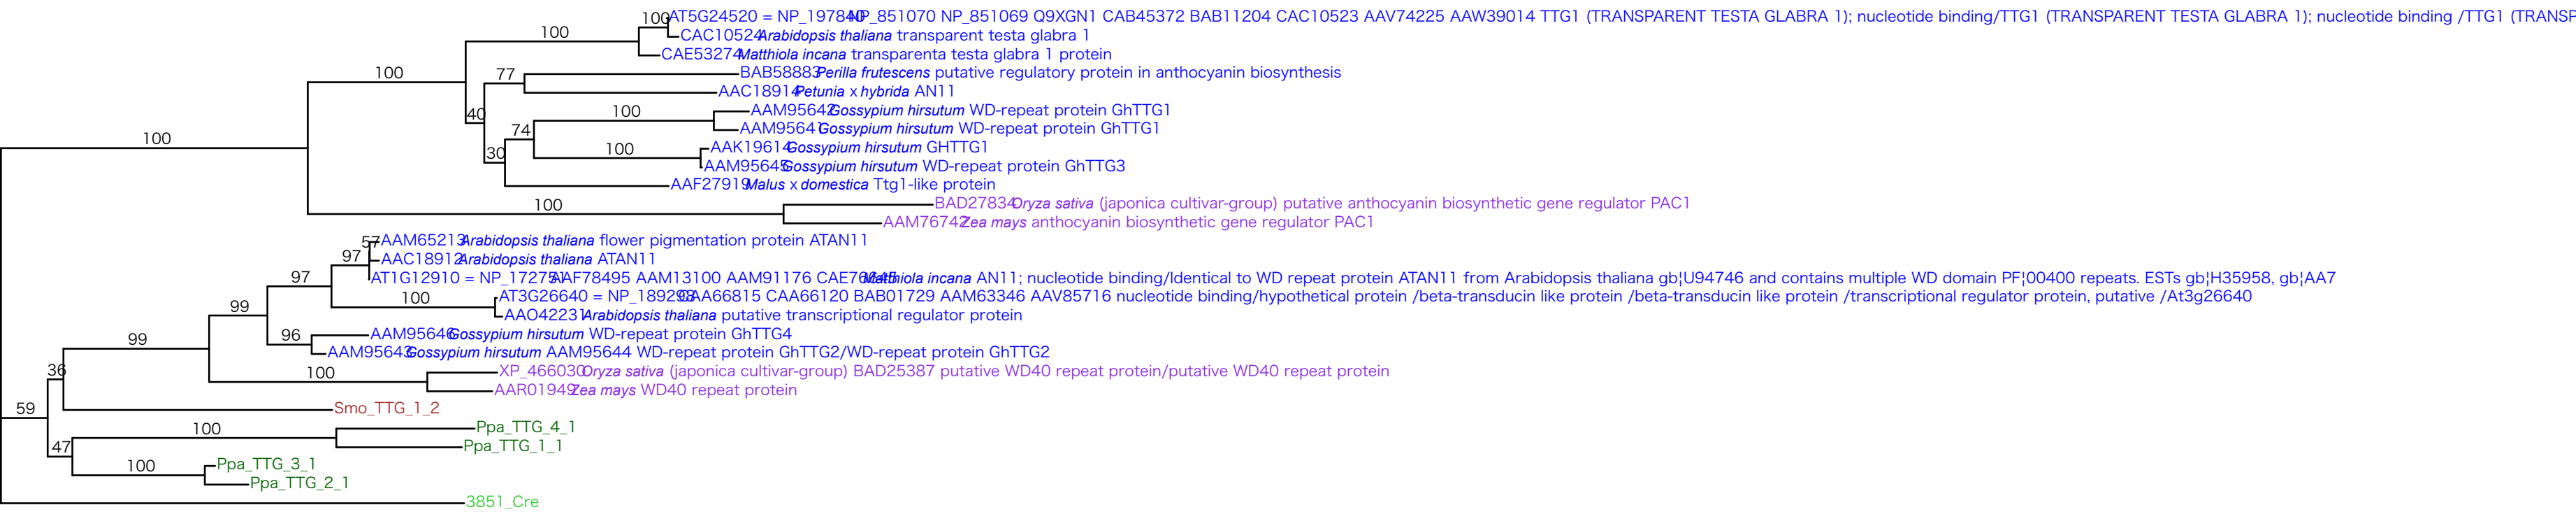 100 AT5G24520 = NP_197840 NP_851070 NP_851069 Q9XGN1 CAB45372 BAB11204 CAC10523 AAV74225 AAW39014 TTG1 (TRANSPARENT TESTA GLABRA 1); nucleotide binding/TTG1 (TRANSPARENT TESTA GLABRA 1); nucleotide binding /TTG1 (TRANSP
100 CAC10524 Arabidopsis thaliana transparent testa glabra 1
CAE53274 Matthiola incana transparenta testa glabra 1 protein
100 77 BAB58883 Perilla frutescens putative regulatory protein in anthocyanin biosynthesis
AAC18914 Petunia x hybrida AN11
40 100 AAM95642 Gossypium hirsutum WD-repeat protein GhTTG1
74 AAM95641 Gossypium hirsutum WD-repeat protein GhTTG1
100 100 AAK19614 Gossypium hirsutum GHTTG1
30 AAM95645 Gossypium hirsutum WD-repeat protein GhTTG3
AAF27919 Malus x domestica Ttg1-like protein
100 BAD27834 Oryza sativa (japonica cultivar-group) putative anthocyanin biosynthetic gene regulator PAC1
AAM76742 Zea mays anthocyanin biosynthetic gene regulator PAC1
57 AAM65213 Arabidopsis thaliana flower pigmentation protein ATAN11
97 AAC18912 Arabidopsis thaliana ATAN11
97 AT1G12910 = NP_172751 AAF78495 AAM13100 AAM91176 CAE76645 Matthiola incana AN11; nucleotide binding/Identical to WD repeat protein ATAN11 from Arabidopsis thaliana gb¦U94746 and contains multiple WD domain PF¦00400 repeats. ESTs gb¦H35958, gb¦AA7
100 AT3G26640 = NP_189298 CAA66815 CAA66120 BAB01729 AAM63346 AAV85716 nucleotide binding/hypothetical protein /beta-transducin like protein /beta-transducin like protein /transcriptional regulator protein, putative /At3g26640
99 AAO42231 Arabidopsis thaliana putative transcriptional regulator protein
96 AAM95646 Gossypium hirsutum WD-repeat protein GhTTG4
99 AAM95643 Gossypium hirsutum AAM95644 WD-repeat protein GhTTG2/WD-repeat protein GhTTG2
36 100 XP_466030 Oryza sativa (japonica cultivar-group) BAD25387 putative WD40 repeat protein/putative WD40 repeat protein
AAR01949 Zea mays WD40 repeat protein
59 Smo_TTG_1_2
100 Ppa_TTG_4_1
47 Ppa_TTG_1_1
100 Ppa_TTG_3_1
Ppa_TTG_2_1
3851_Cre